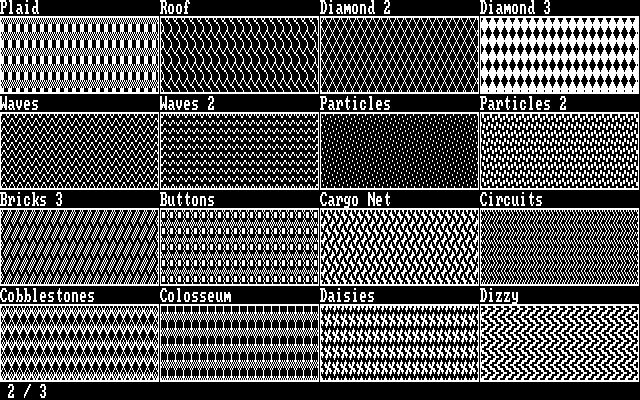 Plaid Roof Diamond 2 Diamond 3
Waves Waves 2 Particles Particles 2
Bricks 3 Buttons Cargo Net Circuits
Cobblestones Colosseum Daisies Dizzy
2 / 3